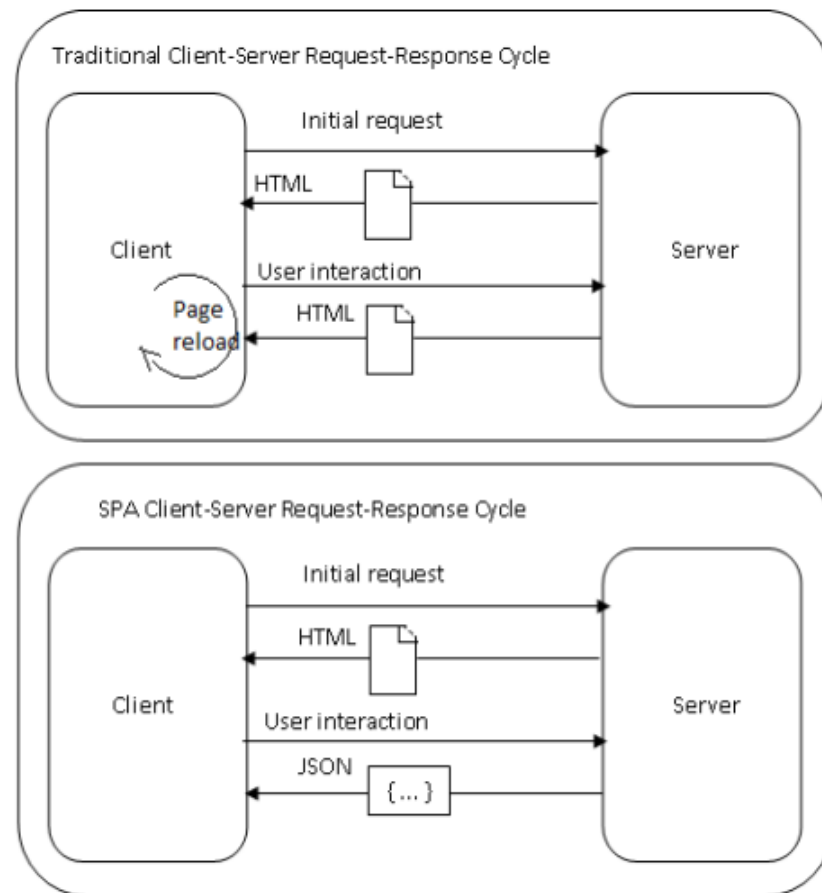 Traditional Client-Server Request-Response Cycle
Initial request
HTML
Client
Server
User interaction
Page
reload
HTML
SPA Client-Server Request-Response Cycle
Initial request
HTML
Client
Server
User interaction
JSON
{...}